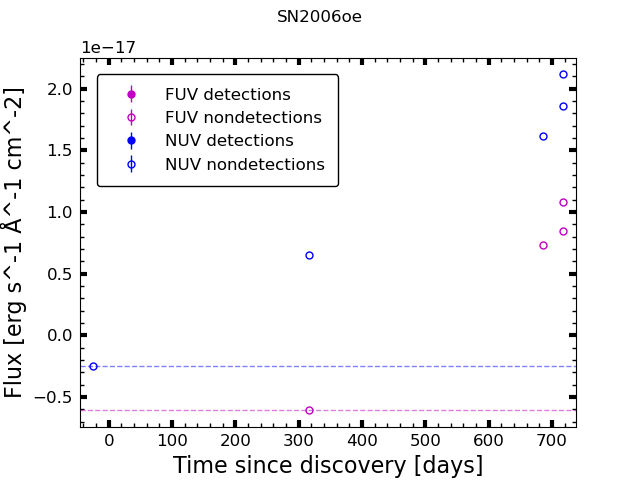 SN2006oe
1e−17
FUV detections
FUV nondetections
NUV detections
NUV nondetections
2.0
1.5
1.0
0.5
0.0
−0.5
Flux [erg s^-1 Å^-1 cm^-2]
0 100 200 300 400 500 600 700
Time since discovery [days]